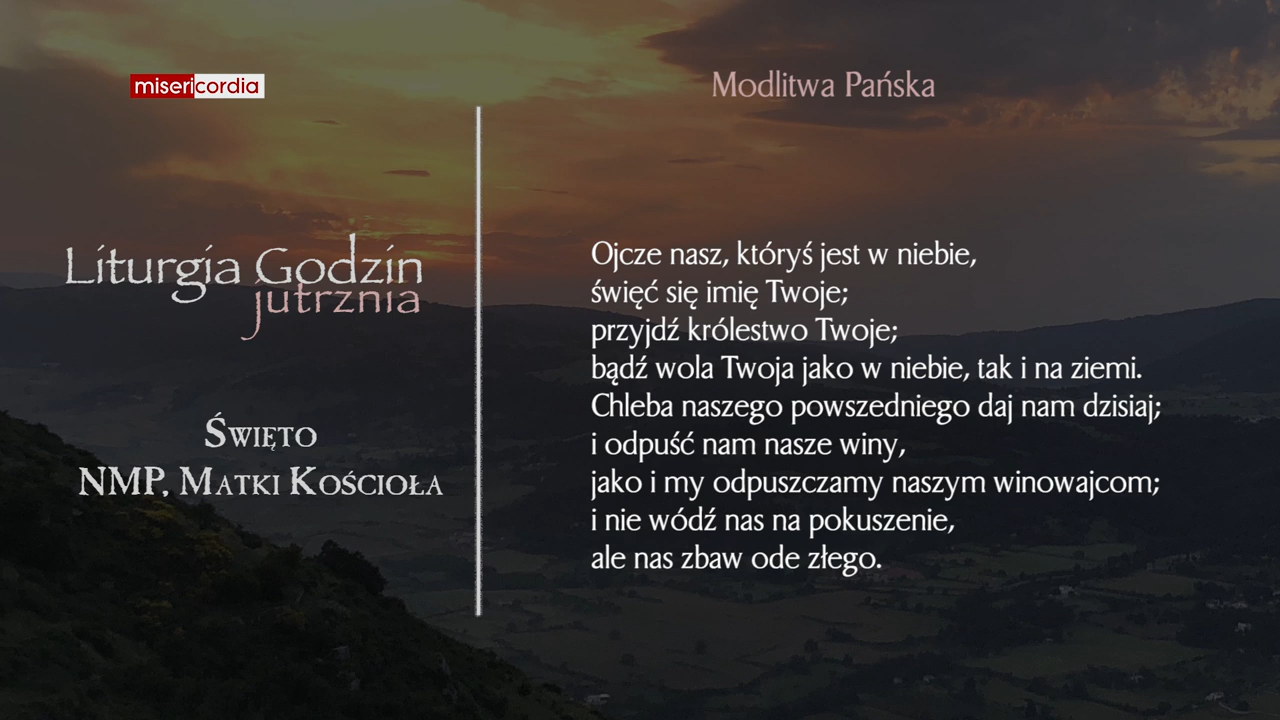 misericordia
Liturgia Godzin
jutrznia
Święto
NMP, Matki Kościoła
Modlitwa Pańska
Ojcze nasz, któryś jest w niebie,
święć się imię Twoje;
przyjdź królestwo Twoje;
bądź wola Twoja jako w niebie, tak i na ziemi.
Chleba naszego powszedniego daj nam dzisiaj;
i odpuść nam nasze winy,
jako i my odpuszczamy naszym winowajcom;
i nie wódź nas na pokuszenie,
ale nas zbaw ode złego.